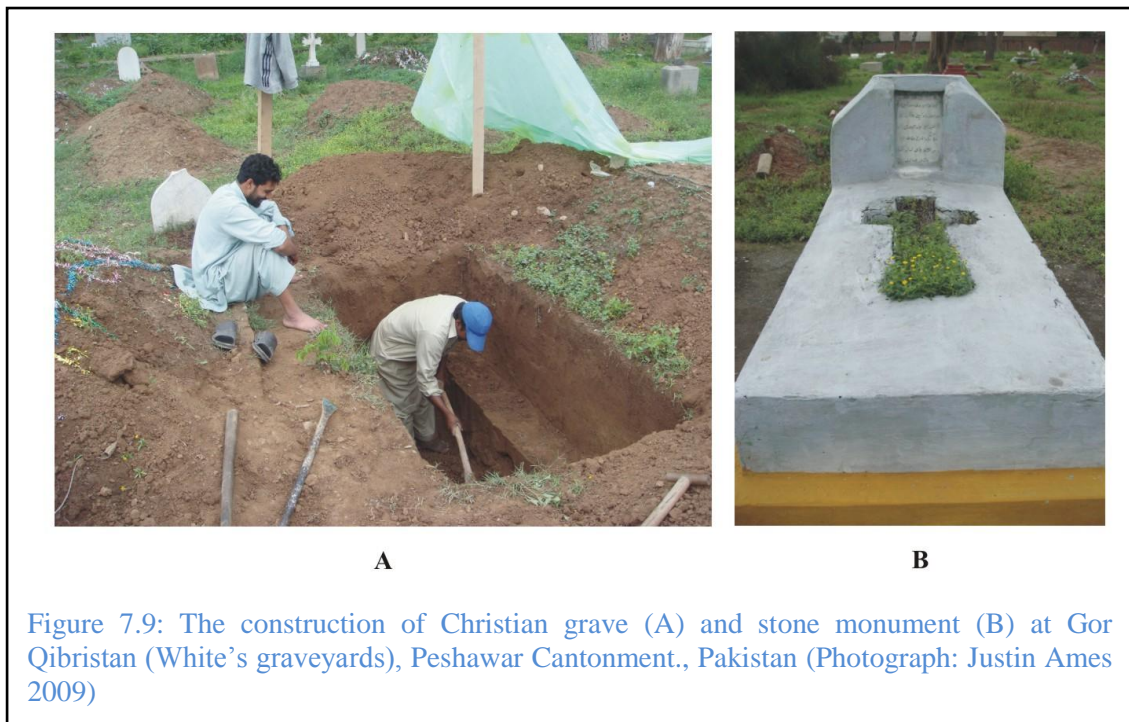 A
B
Figure 7.9: The construction of Christian grave (A) and stone monument (B) at Gor
Qibristan (White's graveyards), Peshawar Cantonment., Pakistan (Photograph: Justin Ames
2009)